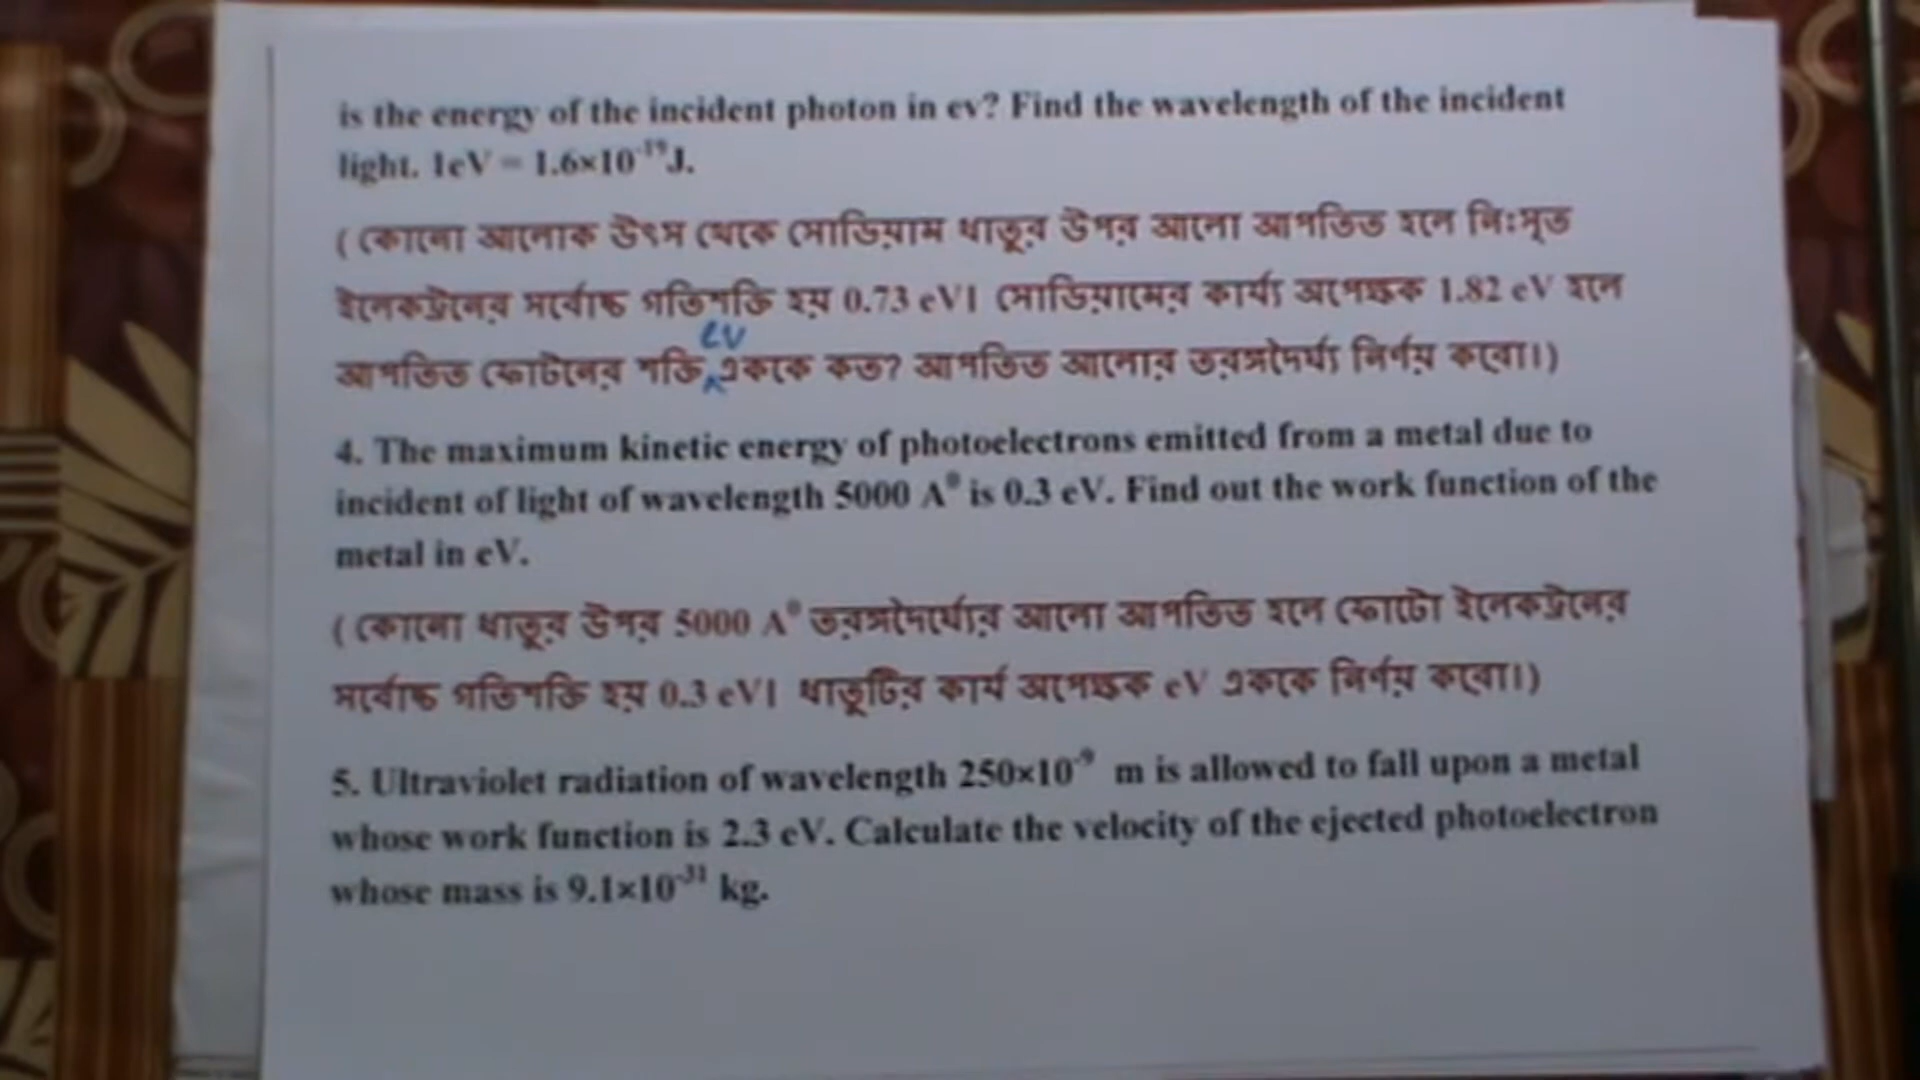 is the energy of the incident photon in ev? Find the wavelength of the incident
light. 1eV = 1.6×10⁻¹⁹J.
( কোনো আলোক উৎস থেকে সোডিয়াম ধাতুর উপর আলো আপতিত হলে নিঃসৃত
ইলেকট্রনের সর্বোচ্চ গতিশক্তি হয় 0.73 eV। সোডিয়ামের কার্য্য অপেক্ষক 1.82 eV হলে
eV
আপতিত ফোটনের শক্তি একক কত? আপতিত আলোর তরঙ্গদৈর্ঘ্য নির্ণয় করো।)
4. The maximum kinetic energy of photoelectrons emitted from a metal due to
incident of light of wavelength 5000 A⁰ is 0.3 eV. Find out the work function of the
metal in eV.
( কোনো ধাতুর উপর 5000 A⁰ তরঙ্গদৈর্ঘ্যের আলো আপতিত হলে ফোটো ইলেকট্রনের
সর্বোচ্চ গতিশক্তি হয় 0.3 eV। ধাতুটির কার্য অপেক্ষক eV এককে নির্ণয় করো।)
5. Ultraviolet radiation of wavelength 250×10⁻⁹ m is allowed to fall upon a metal
whose work function is 2.3 eV. Calculate the velocity of the ejected photoelectron
whose mass is 9.1×10⁻³¹ kg.